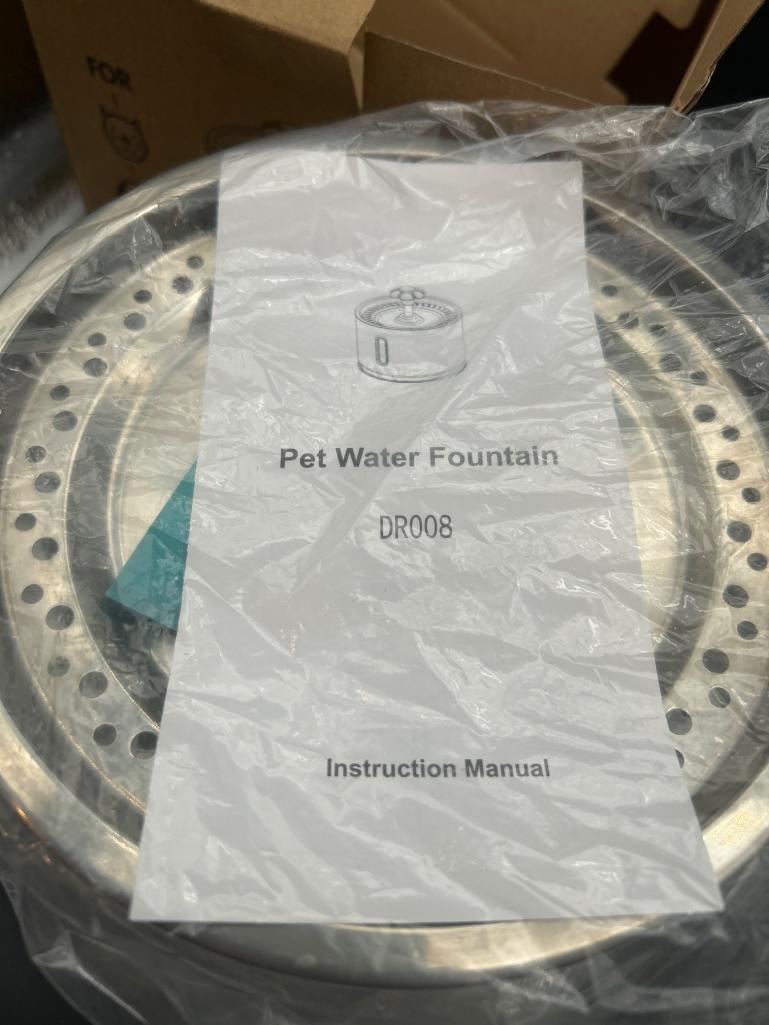 FOR
Pet Water Fountain
DR008
Instruction Manual